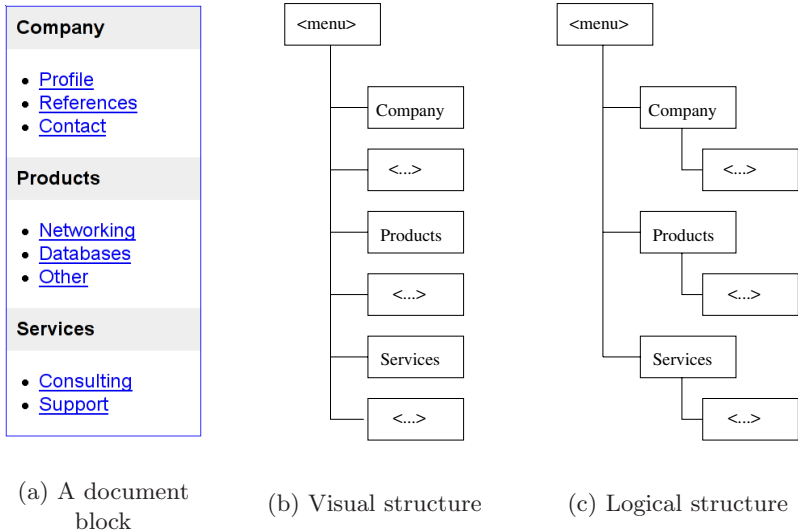 Company
Profile
References
Contact
Products
Networking
Databases
Other
Services
Consulting
Support
(a) A document
block
<menu>
Company
<...>
Products
<...>
Services
<...>
(b) Visual structure
<menu>
Company
<...>
Products
<...>
Services
<...>
(c) Logical structure